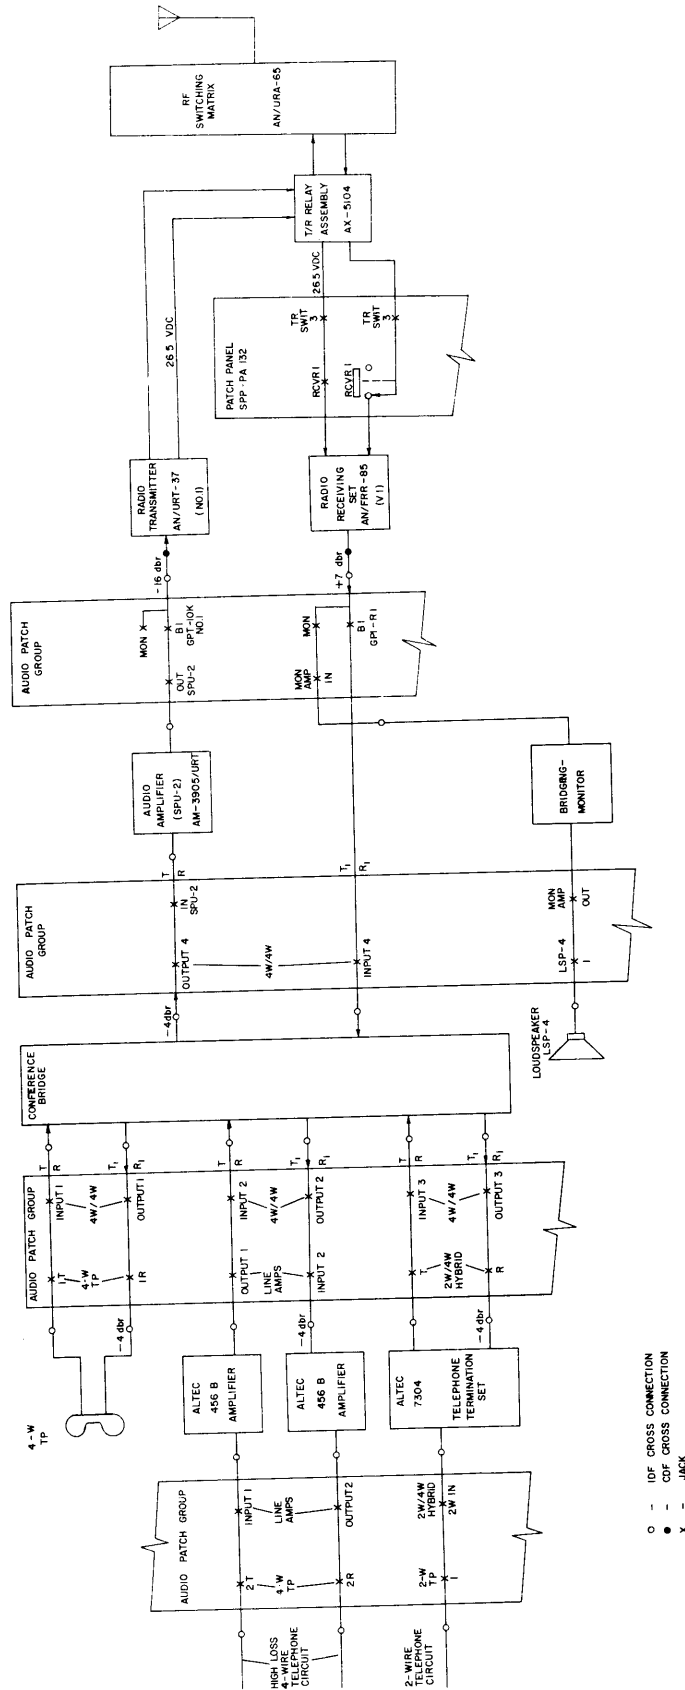 RF
SWITCHING
MATRIX
AN/URA-65
T/R RELAY
ASSEMBLY
AX-5104
26.5 VDC
26.5 VDC
PATCH PANEL
SPP-PA 132
TR
SWIT
3
TR
SWIT
3
RCVR 1
RCVR 1
RADIO
TRANSMITTER
AN/URT-37
(NO.1)
RADIO
RECEIVING
SET
AN/FRR-85
(V1)
-16 dbr
+7 dbr
AUDIO PATCH
GROUP
MON
B1
GPT-10K
NO.1
OUT
SPU-2
MON
B1
GPI-R1
MON
AMP
IN
AUDIO
AMPLIFIER
(SPU-2)
AM-3905/URT
BRIDGING-
MONITOR
AUDIO PATCH
GROUP
T
R
IN
SPU-2
OUTPUT 4
4W/4W
T1
R1
INPUT 4
MON
AMP
OUT
LSP-4
1
-4dbr
LOUDSPEAKER
LSP-4
CONFERENCE
BRIDGE
AUDIO PATCH GROUP
T
R
INPUT 1
4W/4W
T1
R1
OUTPUT 1
1T
4-W
TP
1R
T
R
INPUT 2
4W/4W
T1
R1
OUTPUT 2
OUTPUT 1
LINE
AMPS
INPUT 2
T
R
INPUT 3
4W/4W
T1
R1
OUTPUT 3
T
2W/4W
HYBRID
R
-4dbr
-4dbr
-4dbr
4-W
TP
ALTEC
456 B
AMPLIFIER
ALTEC
456 B
AMPLIFIER
ALTEC
7304
TELEPHONE
TERMINATION
SET
AUDIO PATCH GROUP
INPUT 1
LINE
AMPS
OUTPUT 2
2T
4-W
TP
2R
2W/4W
HYBRID
2W IN
2-W
TP
1
HIGH LOSS
4-WIRE
TELEPHONE
CIRCUIT
2-WIRE
TELEPHONE
CIRCUIT
○ - IDF CROSS CONNECTION
● - CDF CROSS CONNECTION
x - JACK